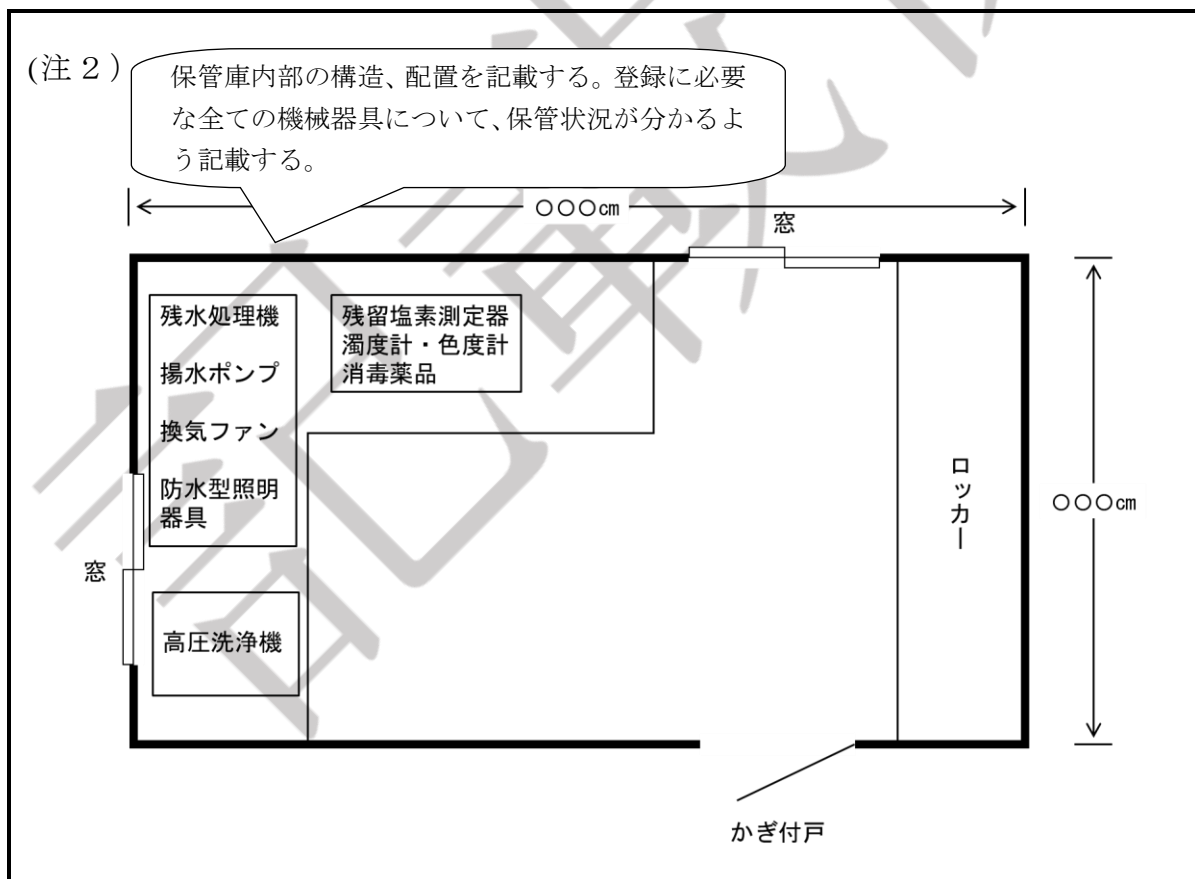 (注２)
保管庫内部の構造、配置を記載する。登録に必要
な全ての機械器具について、保管状況が分かるよ
う記載する。
○○○㎝
窓
残水処理機
揚水ポンプ
換気ファン
防水型照明
器具
残留塩素測定器
濁度計・色度計
消毒薬品
ロッカー
○○○㎝
窓
高圧洗浄機
かぎ付戸